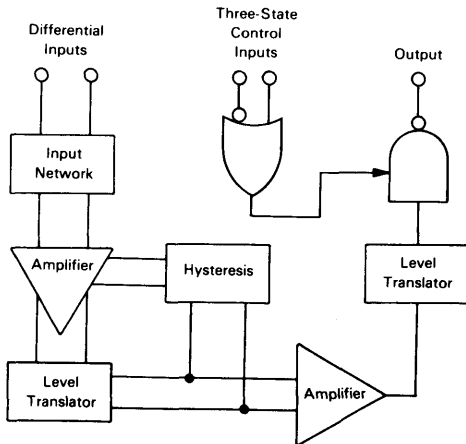 Differential
Inputs
Three-State
Control
Inputs
Output
Input
Network
Amplifier
Hysteresis
Level
Translator
Level
Translator
Amplifier